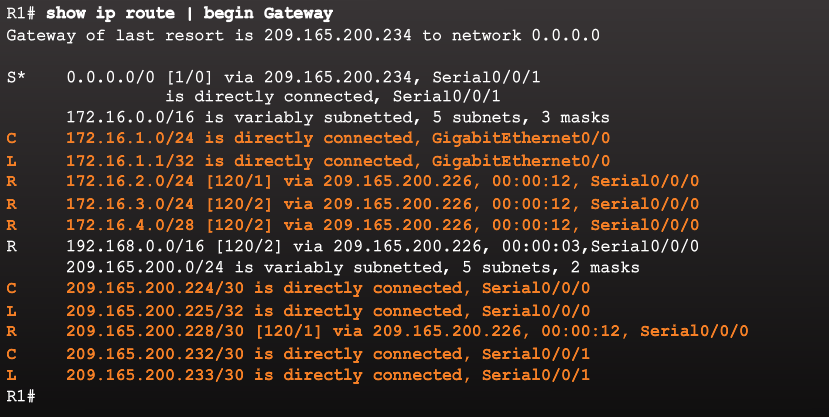 R1# show ip route | begin Gateway
Gateway of last resort is 209.165.200.234 to network 0.0.0.0
S* 0.0.0.0/0 [1/0] via 209.165.200.234, Serial0/0/1
is directly connected, Serial0/0/1
172.16.0.0/16 is variably subnetted, 5 subnets, 3 masks
C 172.16.1.0/24 is directly connected, GigabitEthernet0/0
L 172.16.1.1/32 is directly connected, GigabitEthernet0/0
R 172.16.2.0/24 [120/1] via 209.165.200.226, 00:00:12, Serial0/0/0
R 172.16.3.0/24 [120/2] via 209.165.200.226, 00:00:12, Serial0/0/0
R 172.16.4.0/28 [120/2] via 209.165.200.226, 00:00:12, Serial0/0/0
R 192.168.0.0/16 [120/2] via 209.165.200.226, 00:00:03,Serial0/0/0
209.165.200.0/24 is variably subnetted, 5 subnets, 2 masks
C 209.165.200.224/30 is directly connected, Serial0/0/0
L 209.165.200.225/32 is directly connected, Serial0/0/0
R 209.165.200.228/30 [120/1] via 209.165.200.226, 00:00:12, Serial0/0/0
C 209.165.200.232/30 is directly connected, Serial0/0/1
L 209.165.200.233/30 is directly connected, Serial0/0/1
R1#